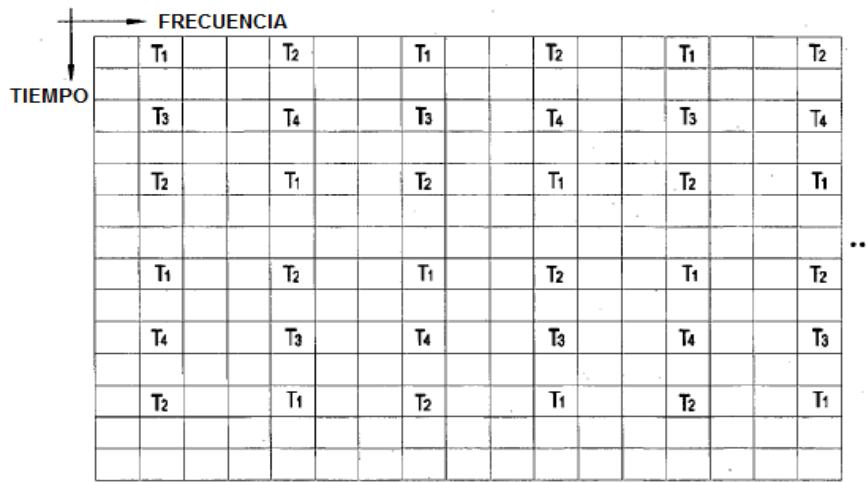 FRECUENCIA
TIEMPO
T1 T2 T1 T2 T1 T2
T3 T4 T3 T4 T3 T4
T2 T1 T2 T1 T2 T1
..
T1 T2 T1 T2 T1 T2
T4 T3 T4 T3 T4 T3
T2 T1 T2 T1 T2 T1